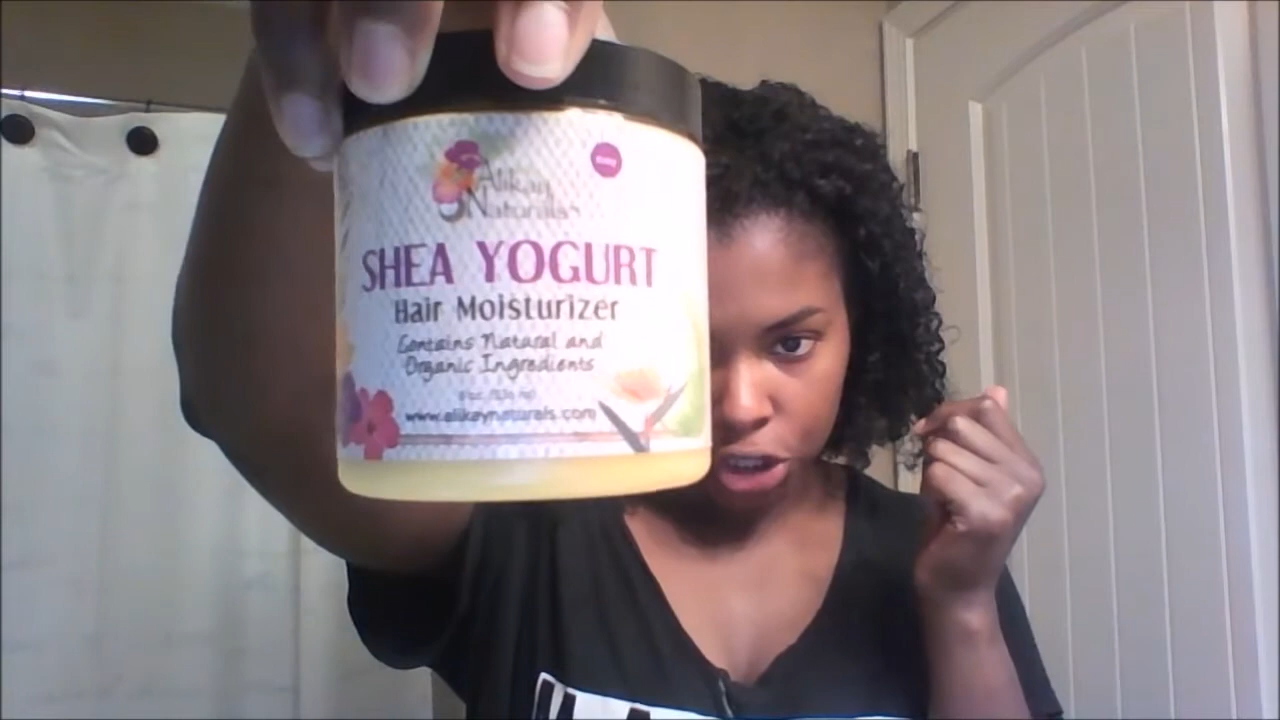 Alikay
Naturals
SHEA YOGURT
Hair Moisturizer
Contains Natural and
Organic Ingredients
www.alikaynaturals.com